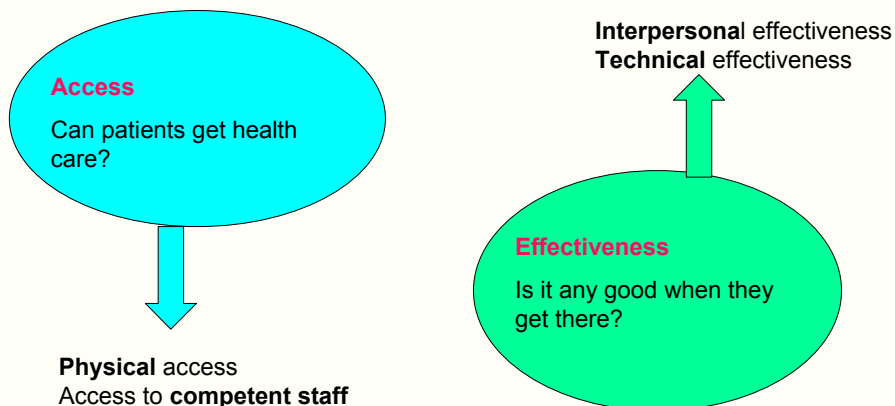 Interpersonal effectiveness
Technical effectiveness
Access
Can patients get health
care?
Effectiveness
Is it any good when they
get there?
Physical access
Access to competent staff